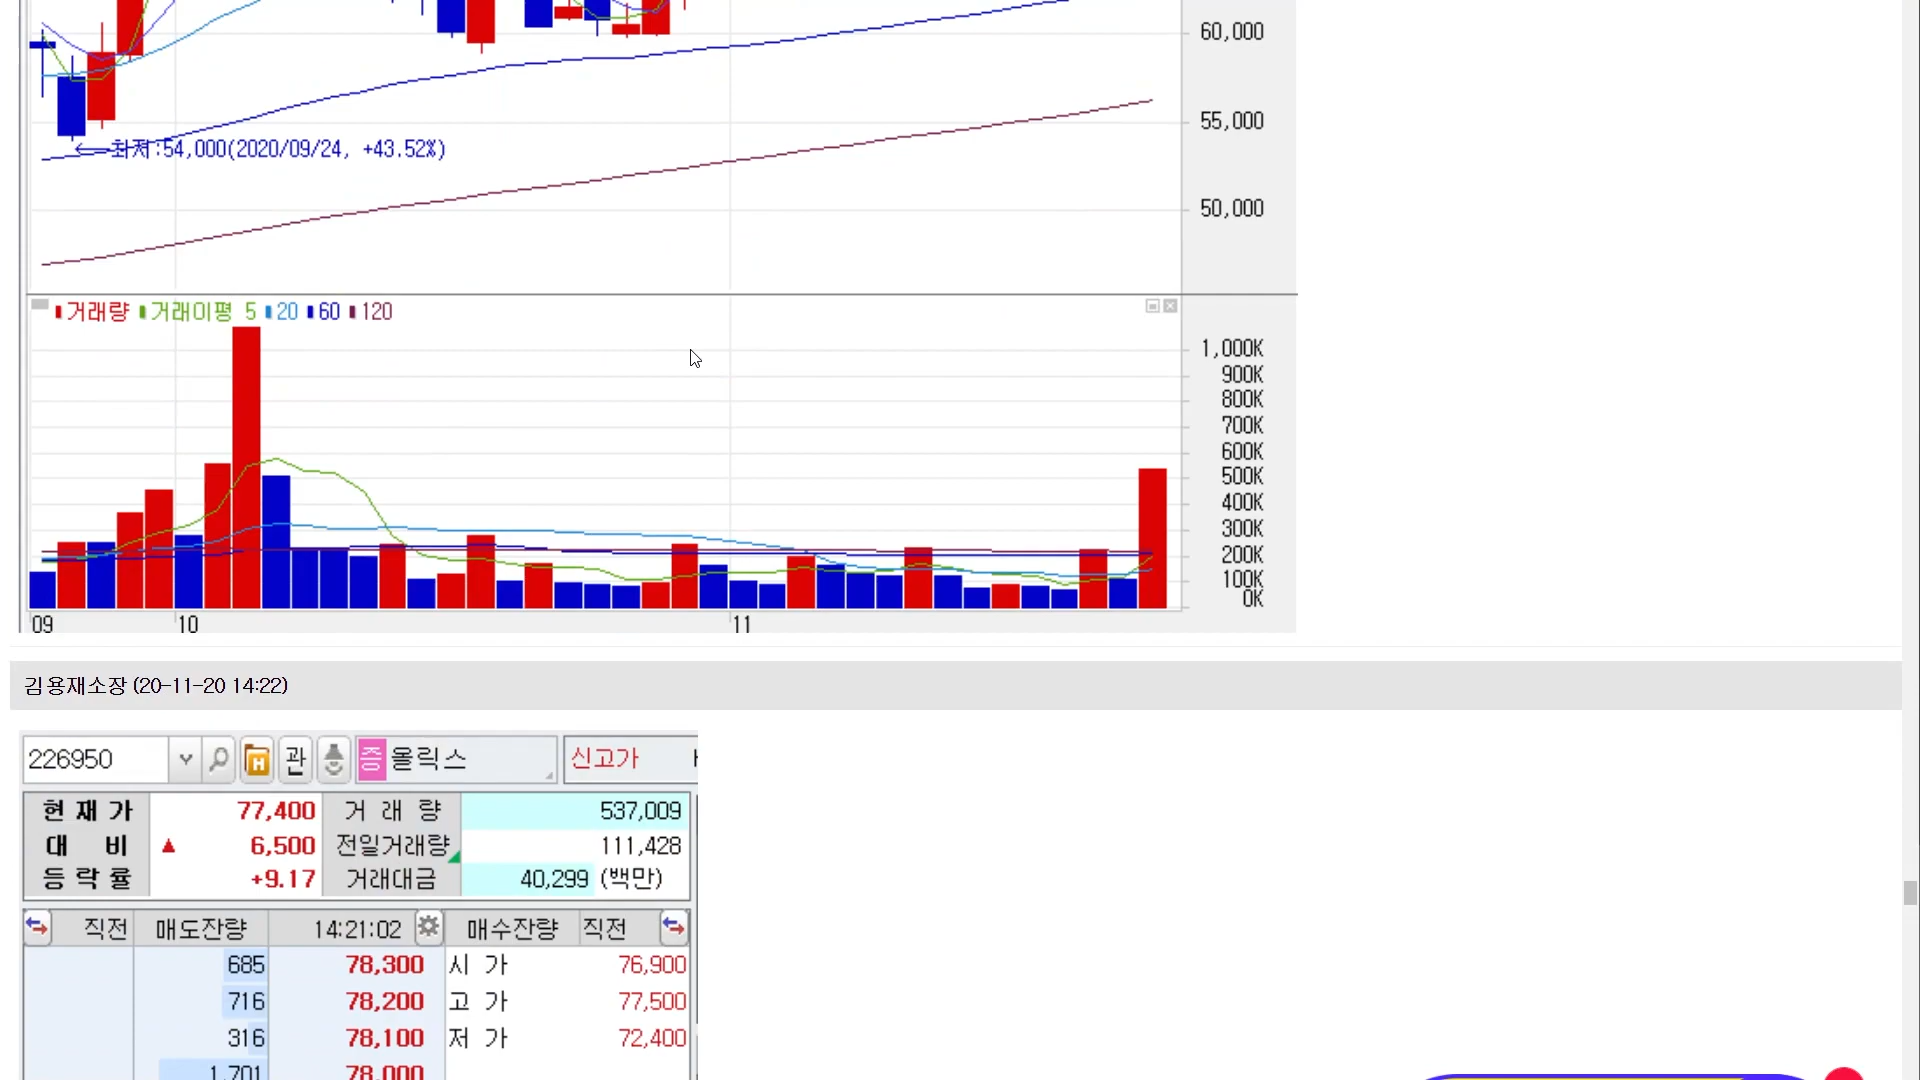 60,000
55,000
최저:54,000(2020/09/24, +43.52%)
50,000
거래량 거래이평 5 20 60 120
1,000K
900K
800K
700K
600K
500K
400K
300K
200K
100K
0K
09 10 11
김용재소장 (20-11-20 14:22)
226950 관 증 올릭스 신고가
현재가 77,400 거래량 537,009
대비 ▲ 6,500 전일거래량 111,428
등락률 +9.17 거래대금 40,299 (백만)
직전 매도잔량 14:21:02 매수잔량 직전
685 78,300 시가 76,900
716 78,200 고가 77,500
316 78,100 저가 72,400
1,701 78,000